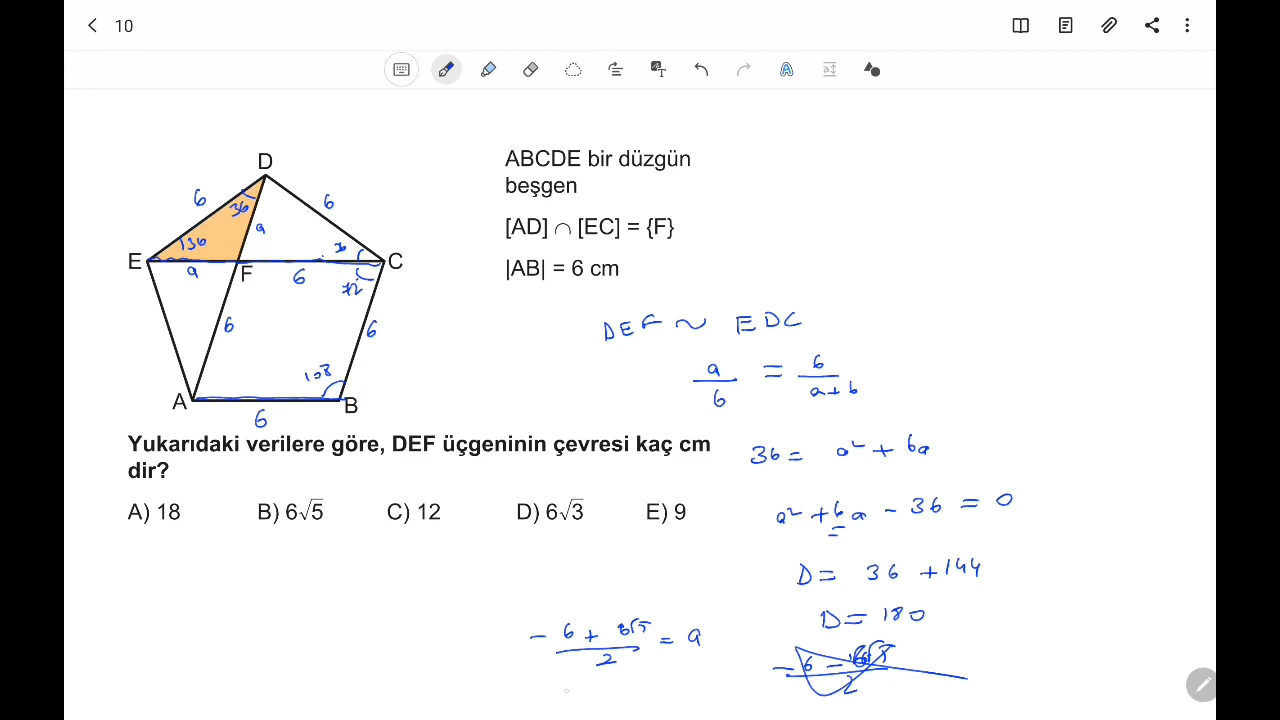 10
D
ABCDE bir düzgün
beşgen
[AD] ∩ [EC] = {F}
|AB| = 6 cm
6
6
36
a
136
E
a
F
6
C
36
72
6
6
108
A
6
B
DEF ~ EDC
a/6 = 6/(a+6)
36 = a² + 6a
a² + 6a - 36 = 0
D = 36 + 144
D = 180
Yukarıdaki verilere göre, DEF üçgeninin çevresi kaç cm
dir?
A) 18 B) 6√5 C) 12 D) 6√3 E) 9
(-6 + 6√5)/2 = a